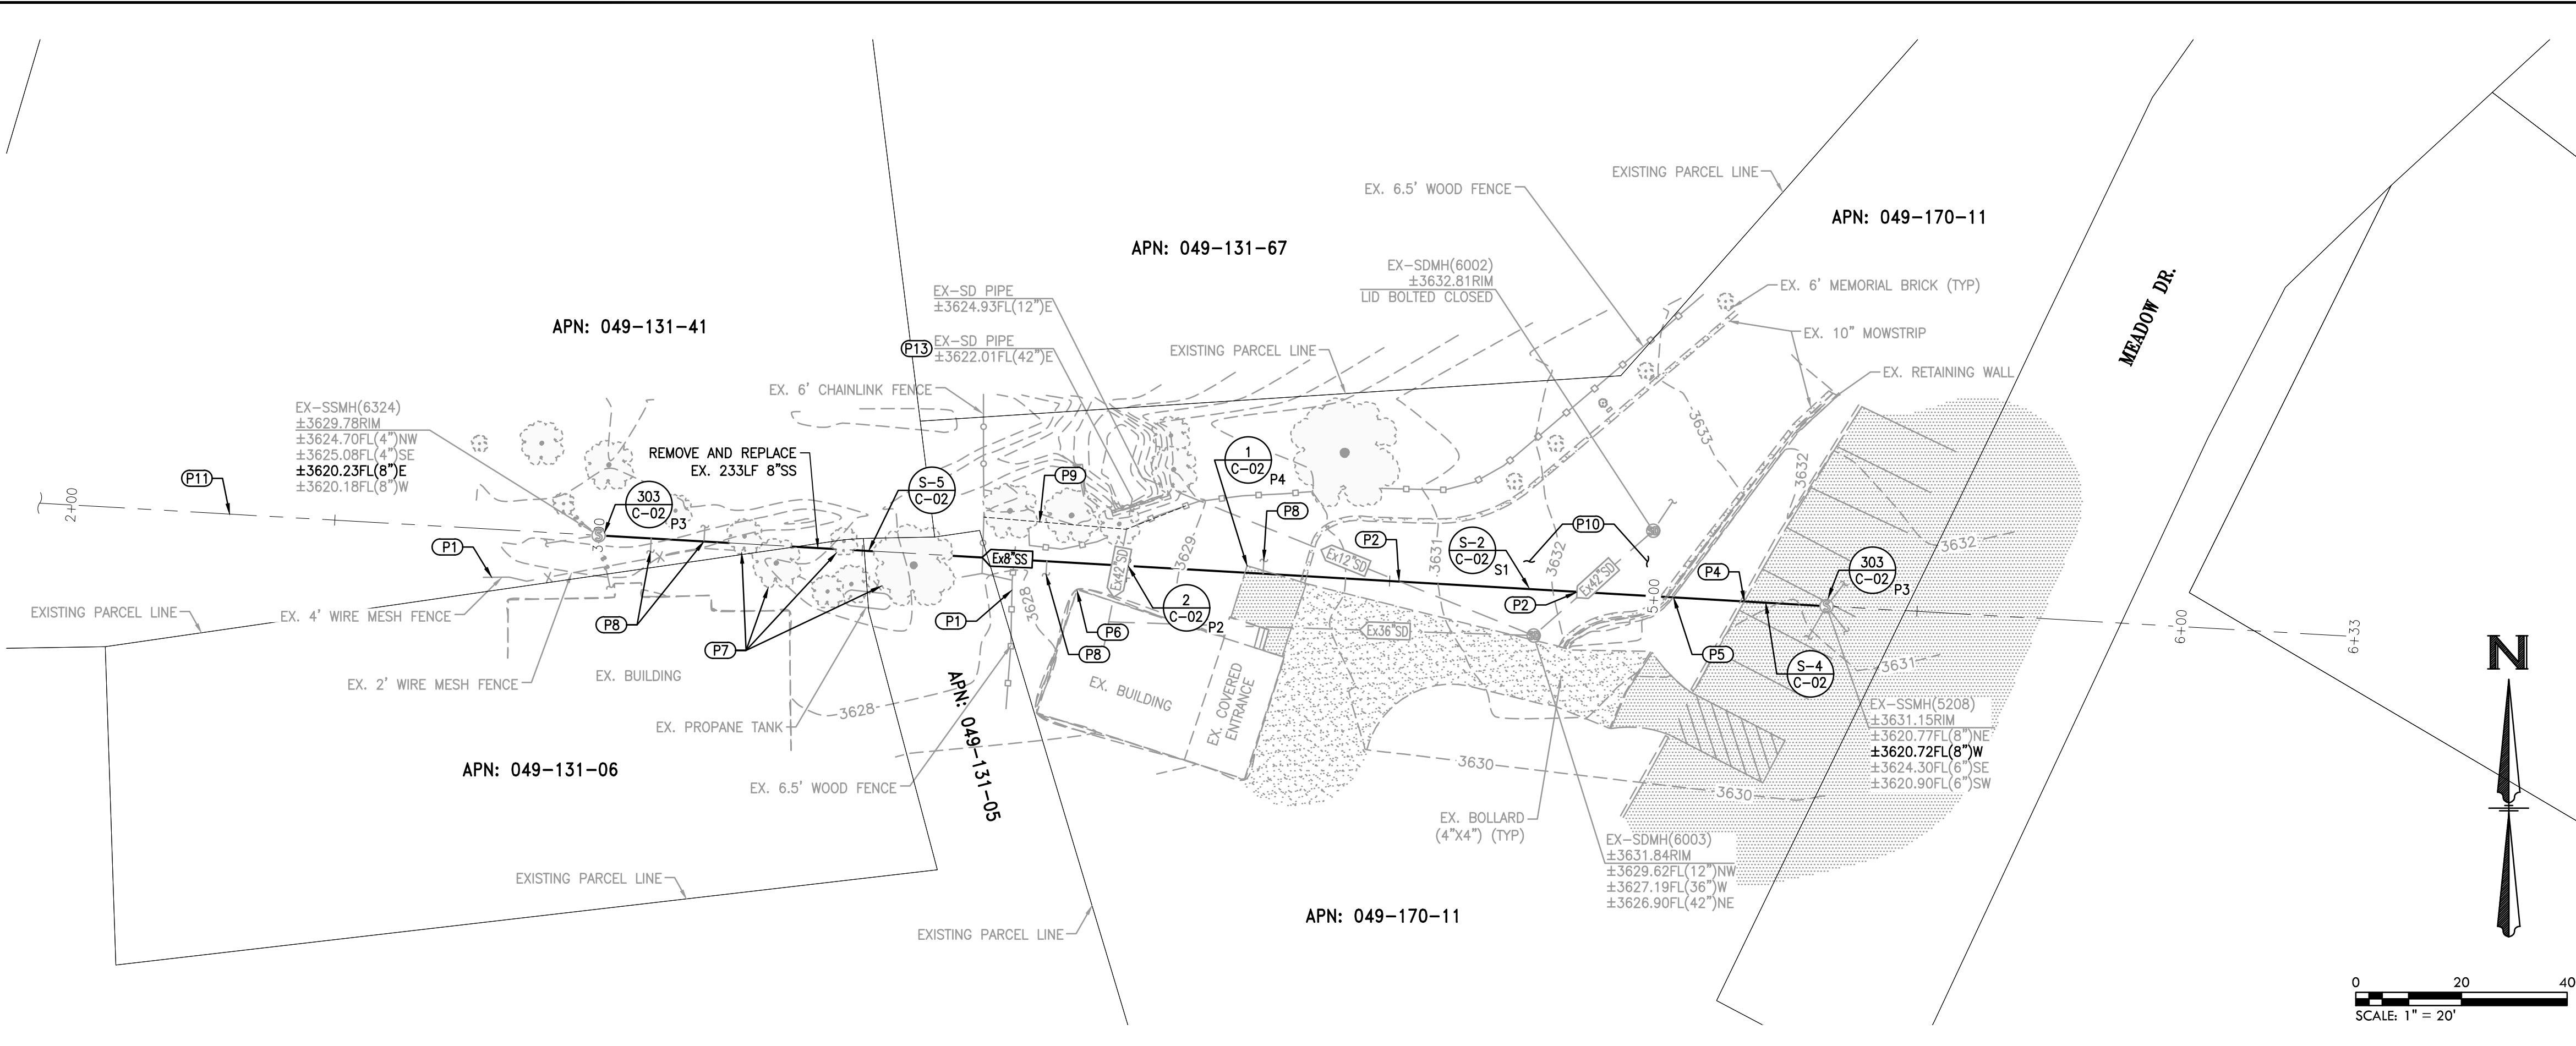 EXISTING PARCEL LINE
EX. 6.5' WOOD FENCE
APN: 049-170-11
APN: 049-131-67
EX-SDMH(6002)
±3632.81RIM
LID BOLTED CLOSED
EX. 6' MEMORIAL BRICK (TYP)
MEADOW DR.
EX-SD PIPE
±3624.93FL(12")E
APN: 049-131-41
EX. 10" MOWSTRIP
P13
EX-SD PIPE
±3622.01FL(42")E
EXISTING PARCEL LINE
EX. RETAINING WALL
EX. 6' CHAINLINK FENCE
EX-SSMH(6324)
±3629.78RIM
±3624.70FL(4")NW
±3625.08FL(4")SE
±3620.23FL(8")E
±3620.18FL(8")W
REMOVE AND REPLACE
EX. 233LF 8"SS
3633
1
C-02
P4
P11
P9
S-5
C-02
3632
303
C-02
P3
2+00
P8
P10
P1
P2
S-2
C-02
S1
3632
3631
3629
Ex8"SS
Ex42"SD
Ex12"SD
Ex42"SD
P4
303
C-02
P3
3632
5+00
P2
EXISTING PARCEL LINE
EX. 4' WIRE MESH FENCE
P8
P1
3628
2
C-02
P2
P6
Ex36"SD
6+00
6+33
N
P7
P8
P5
S-4
C-02
3631
EX. 2' WIRE MESH FENCE
EX. BUILDING
EX. BUILDING
EX. COVERED
ENTRANCE
3628
EX. PROPANE TANK
APN: 049-131-05
EX-SSMH(5208)
±3631.15RIM
±3620.77FL(8")NE
±3620.72FL(8")W
±3624.30FL(6")SE
±3620.90FL(6")SW
APN: 049-131-06
3630
EX. 6.5' WOOD FENCE
3630
EX. BOLLARD
(4"X4") (TYP)
EX-SDMH(6003)
±3631.84RIM
±3629.62FL(12")NW
±3627.19FL(36")W
±3626.90FL(42")NE
EXISTING PARCEL LINE
APN: 049-170-11
EXISTING PARCEL LINE
0 20 40
SCALE: 1" = 20'